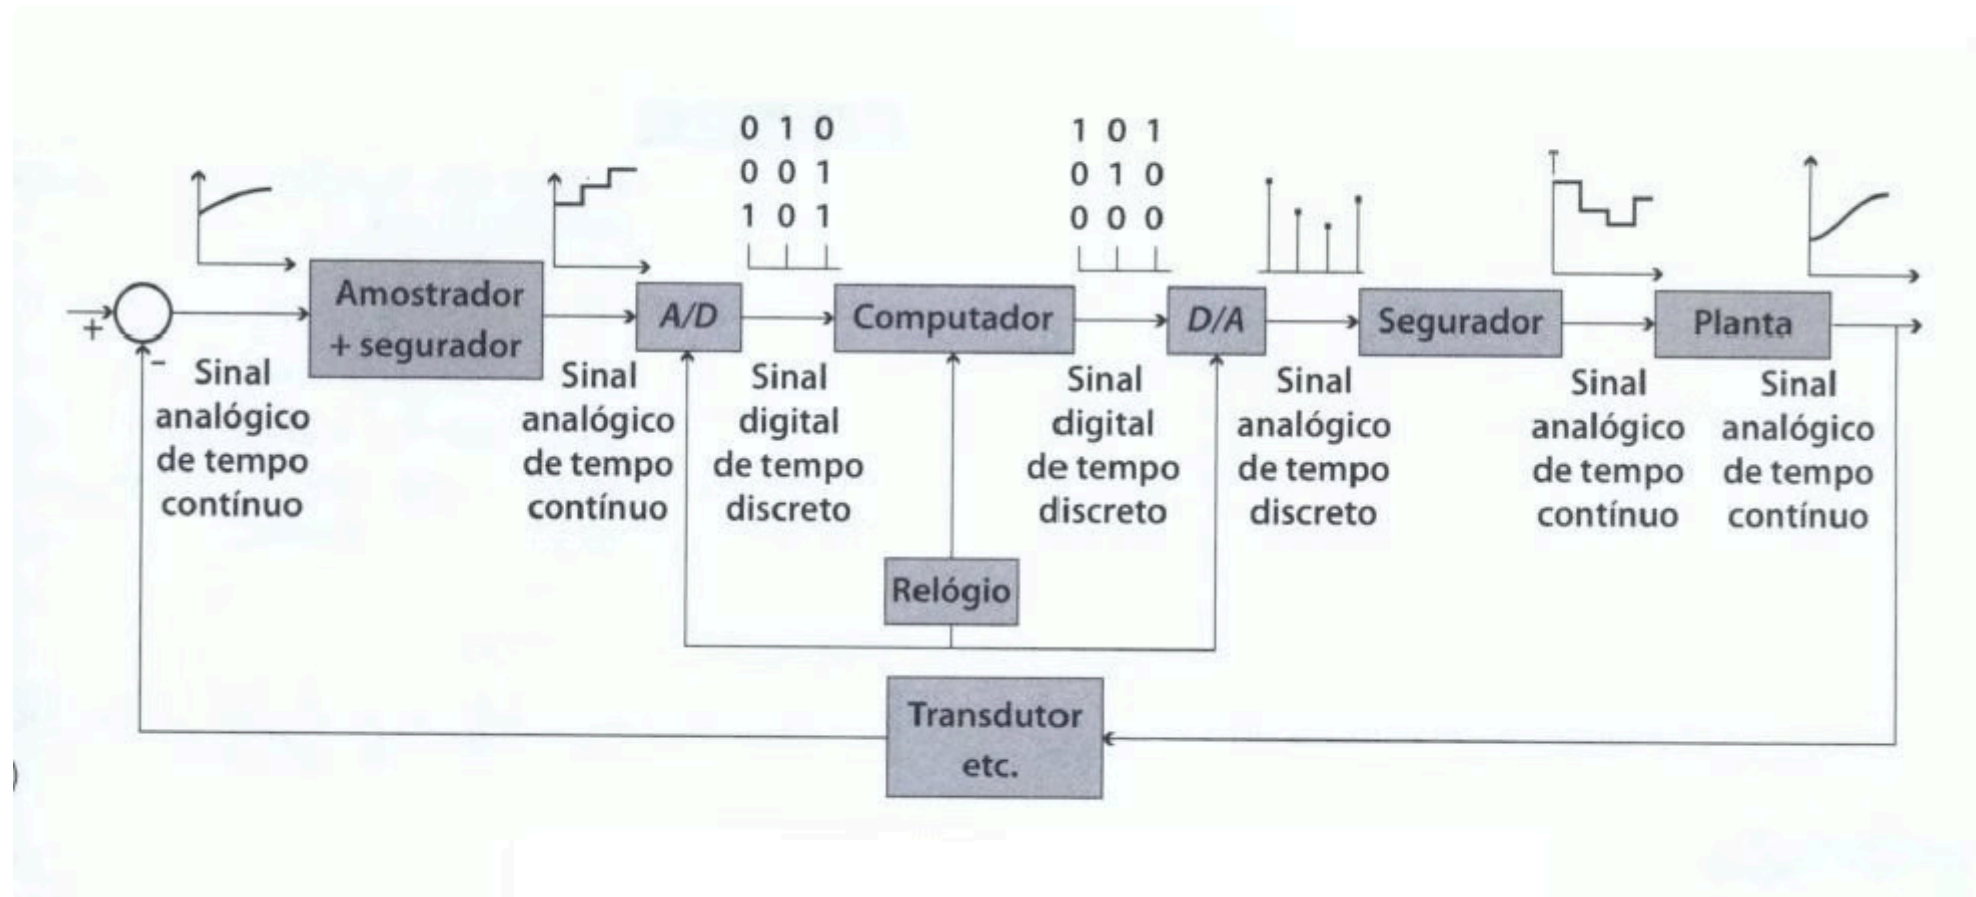 0 1 0
0 0 1
1 0 1
1 0 1
0 1 0
0 0 0
+
-
Amostrador
+ segurador
A/D
Computador
D/A
Segurador
Planta
Sinal
analógico
de tempo
contínuo
Sinal
analógico
de tempo
contínuo
Sinal
digital
de tempo
discreto
Sinal
digital
de tempo
discreto
Sinal
analógico
de tempo
discreto
Sinal
analógico
de tempo
contínuo
Sinal
analógico
de tempo
contínuo
Relógio
Transdutor
etc.